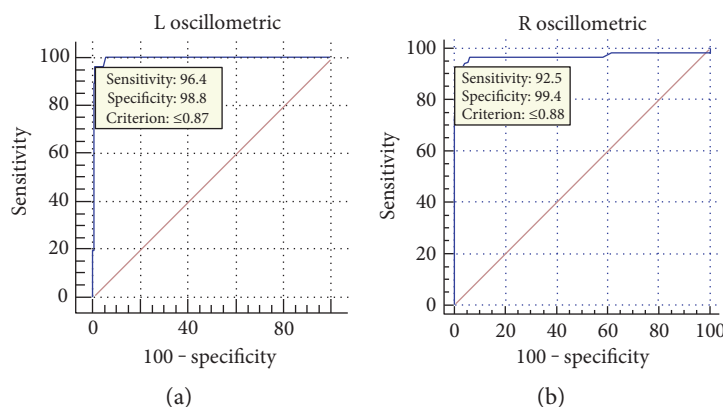 L oscillometric
Sensitivity
100
80
60
40
20
0
Sensitivity: 96.4
Specificity: 98.8
Criterion: ≤0.87
0
40
80
100 − specificity
(a)
R oscillometric
Sensitivity
100
80
60
40
20
0
Sensitivity: 92.5
Specificity: 99.4
Criterion: ≤0.88
0
20
40
60
80
100
100 − specificity
(b)